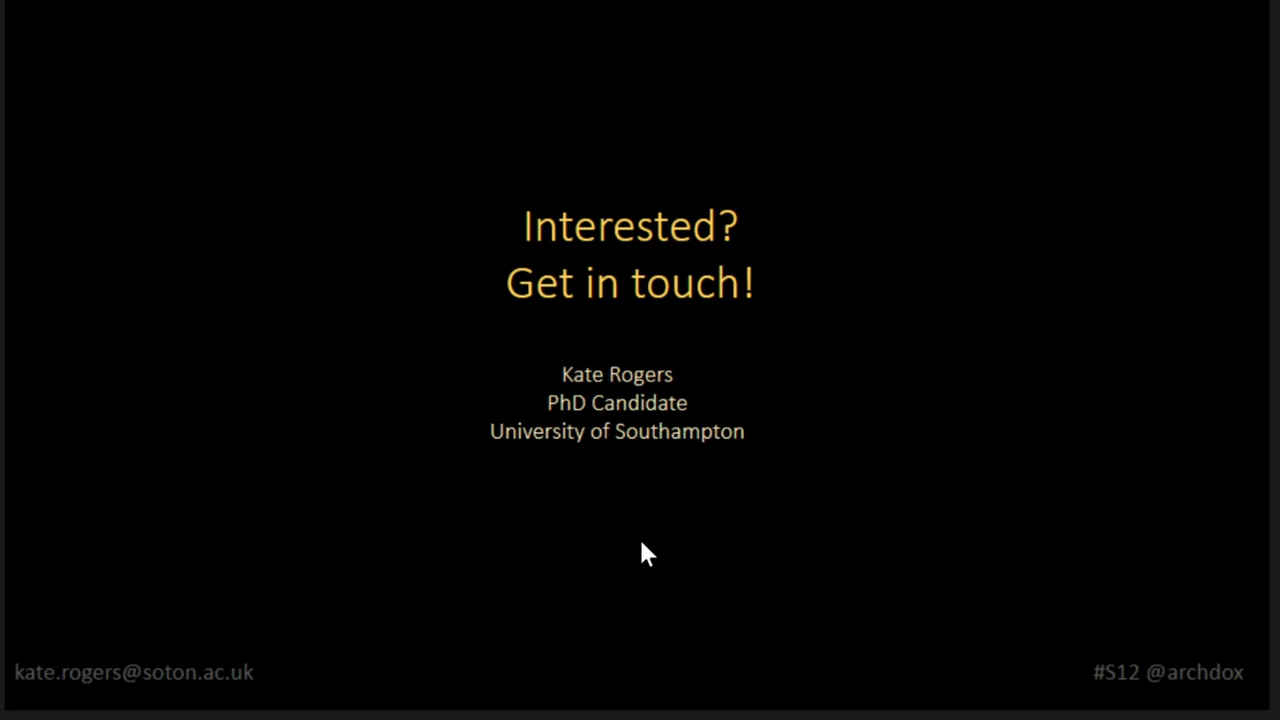 Interested?
Get in touch!
Kate Rogers
PhD Candidate
University of Southampton
kate.rogers@soton.ac.uk
#S12 @archdox